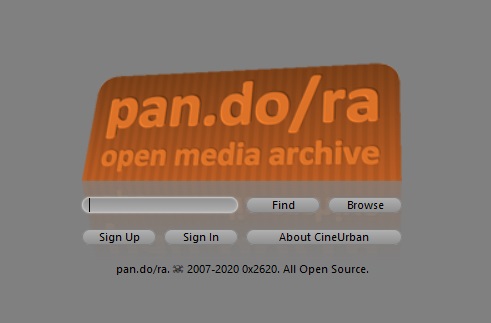 pan.do/ra
open media archive
Find Browse
Sign Up Sign In About CineUrban
pan.do/ra. 🙊 2007-2020 0x2620. All Open Source.